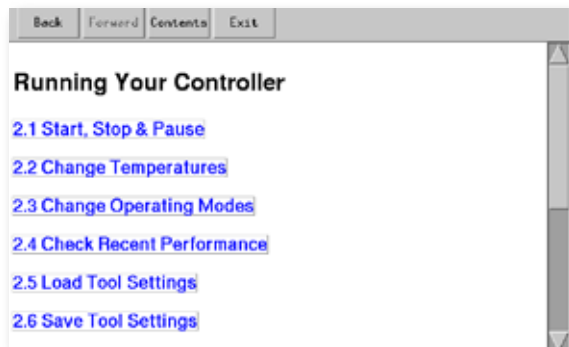 Back Forward Contents Exit
Running Your Controller
2.1 Start, Stop & Pause
2.2 Change Temperatures
2.3 Change Operating Modes
2.4 Check Recent Performance
2.5 Load Tool Settings
2.6 Save Tool Settings